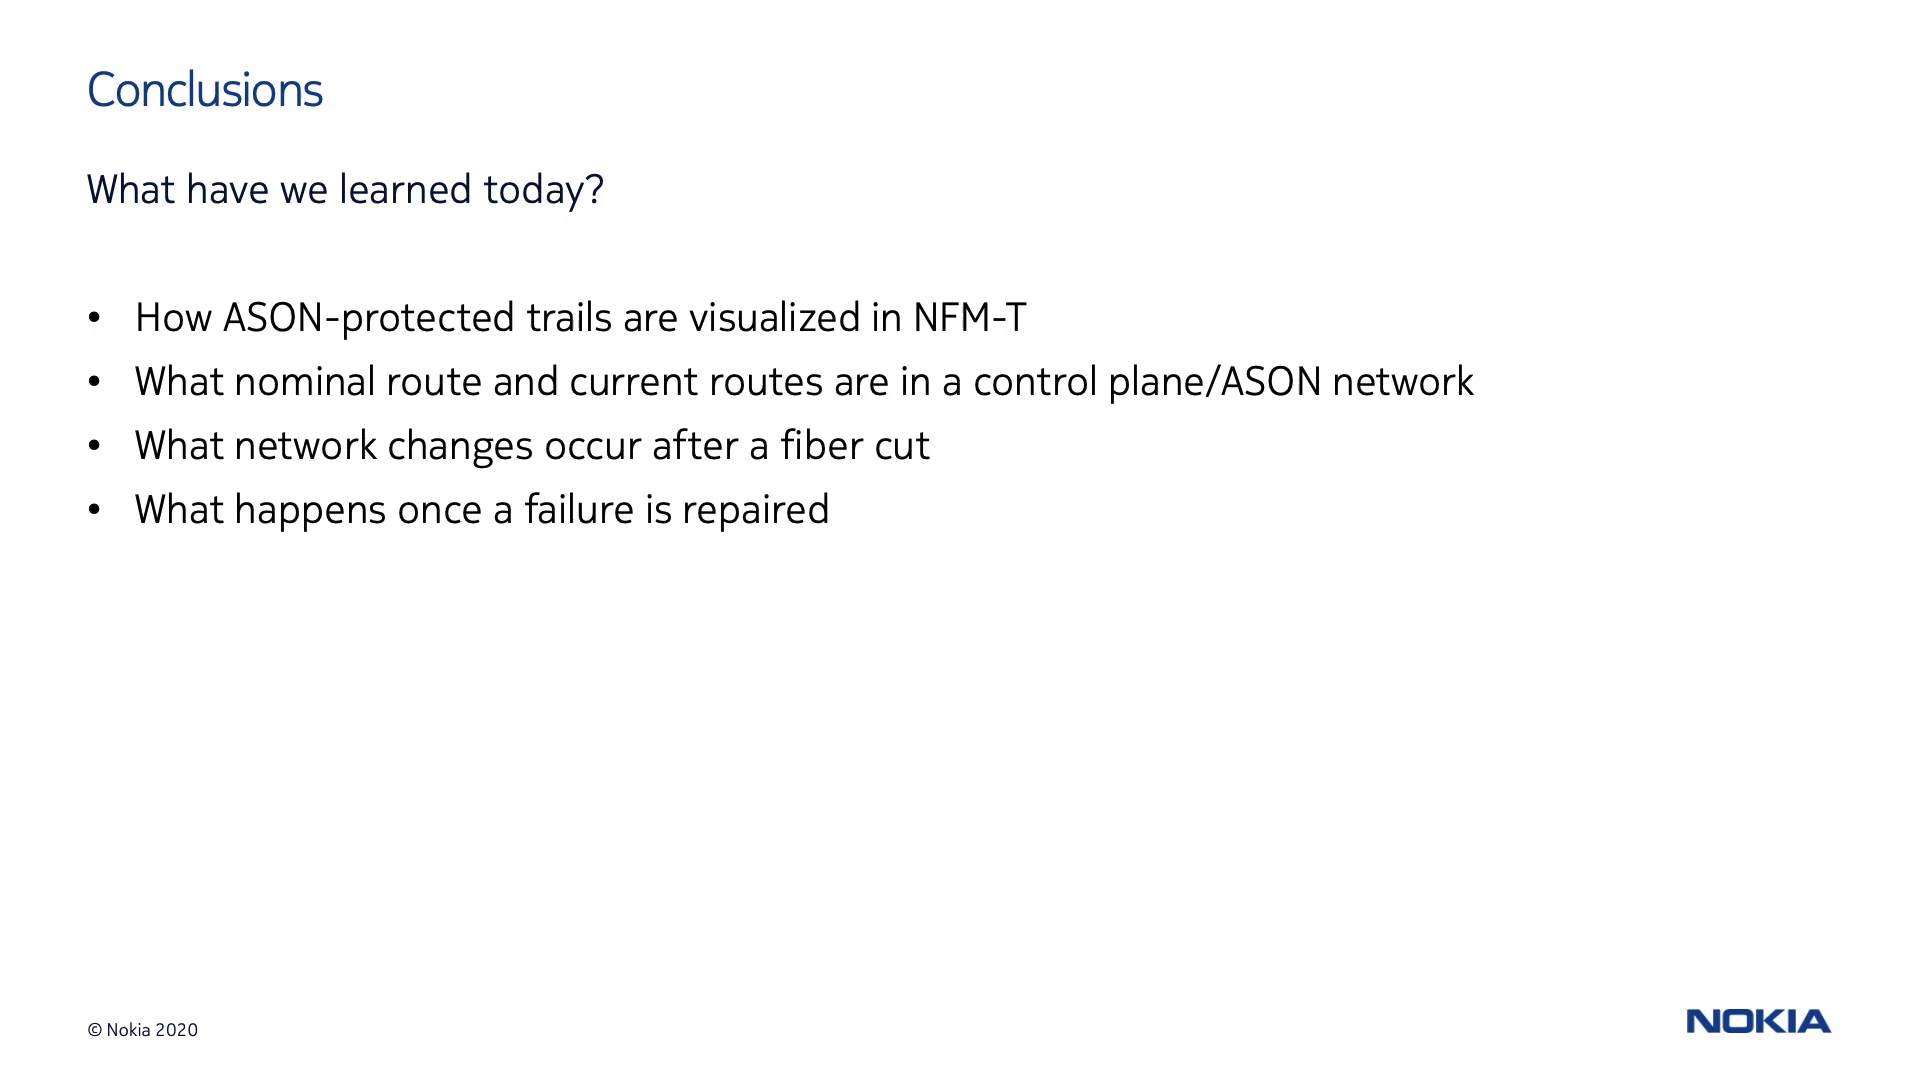 Conclusions
What have we learned today?
• How ASON-protected trails are visualized in NFM-T
• What nominal route and current routes are in a control plane/ASON network
• What network changes occur after a fiber cut
• What happens once a failure is repaired
© Nokia 2020
NOKIA